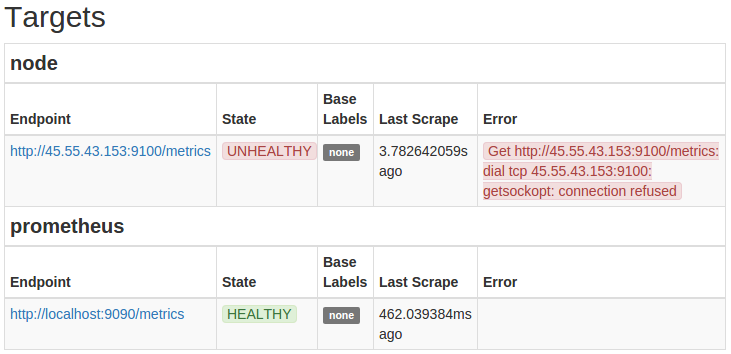 Targets
node
Endpoint State Base Labels Last Scrape Error
http://45.55.43.153:9100/metrics UNHEALTHY none 3.782642059s ago Get http://45.55.43.153:9100/metrics: dial tcp 45.55.43.153:9100: getsockopt: connection refused
prometheus
Endpoint State Base Labels Last Scrape Error
http://localhost:9090/metrics HEALTHY none 462.039384ms ago